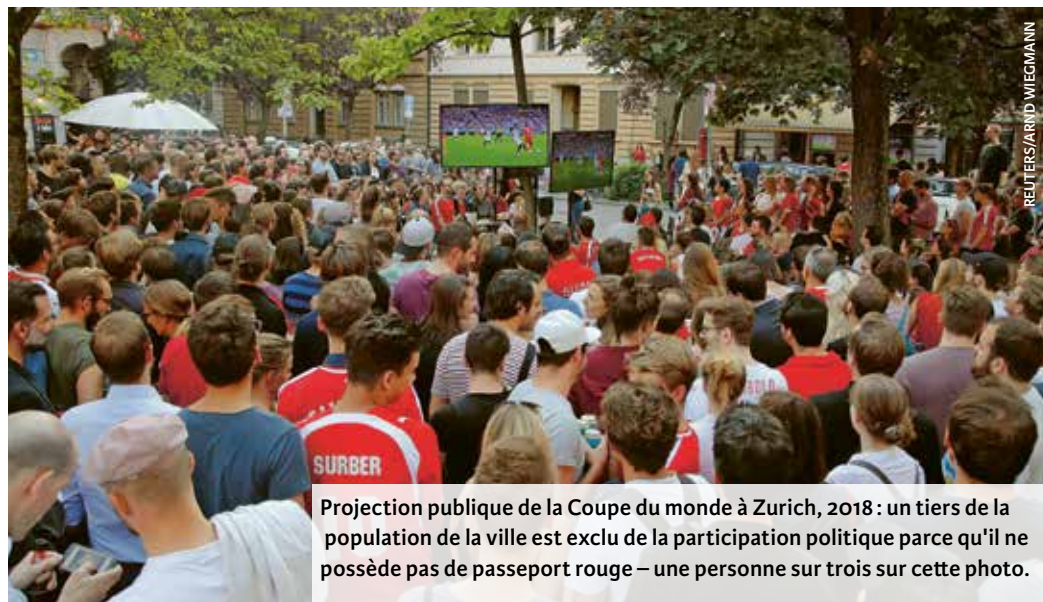 REUTERS/ARND WIEGMANN
SURBER
Projection publique de la Coupe du monde à Zurich, 2018 : un tiers de la
population de la ville est exclu de la participation politique parce qu'il ne
possède pas de passeport rouge – une personne sur trois sur cette photo.